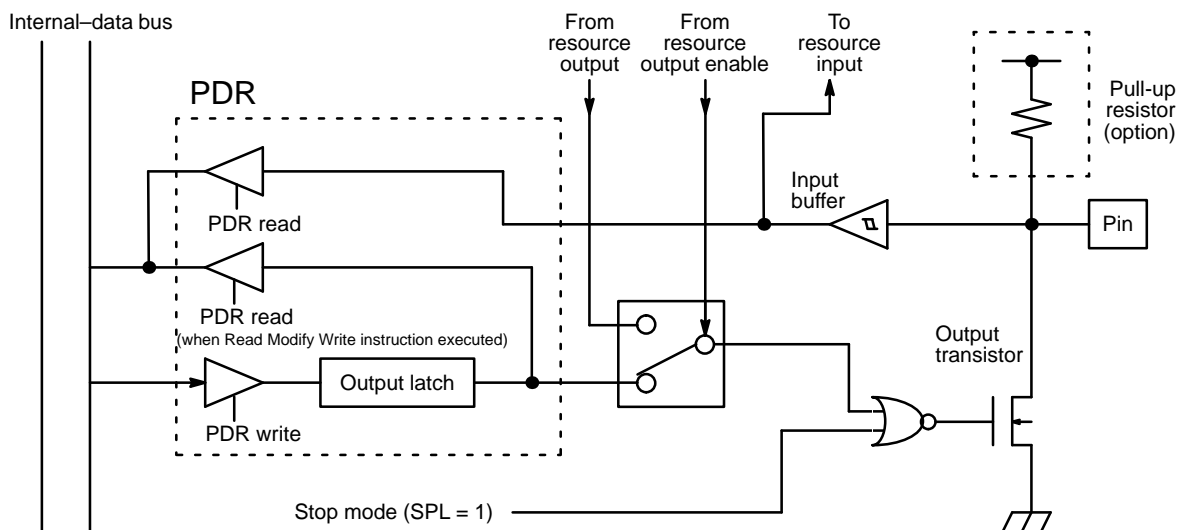 Internal–data bus
From
resource
output
From
resource
output enable
To
resource
input
PDR
Pull-up
resistor
(option)
Input
buffer
PDR read
Pin
PDR read
(when Read Modify Write instruction executed)
Output
transistor
Output latch
PDR write
Stop mode (SPL = 1)